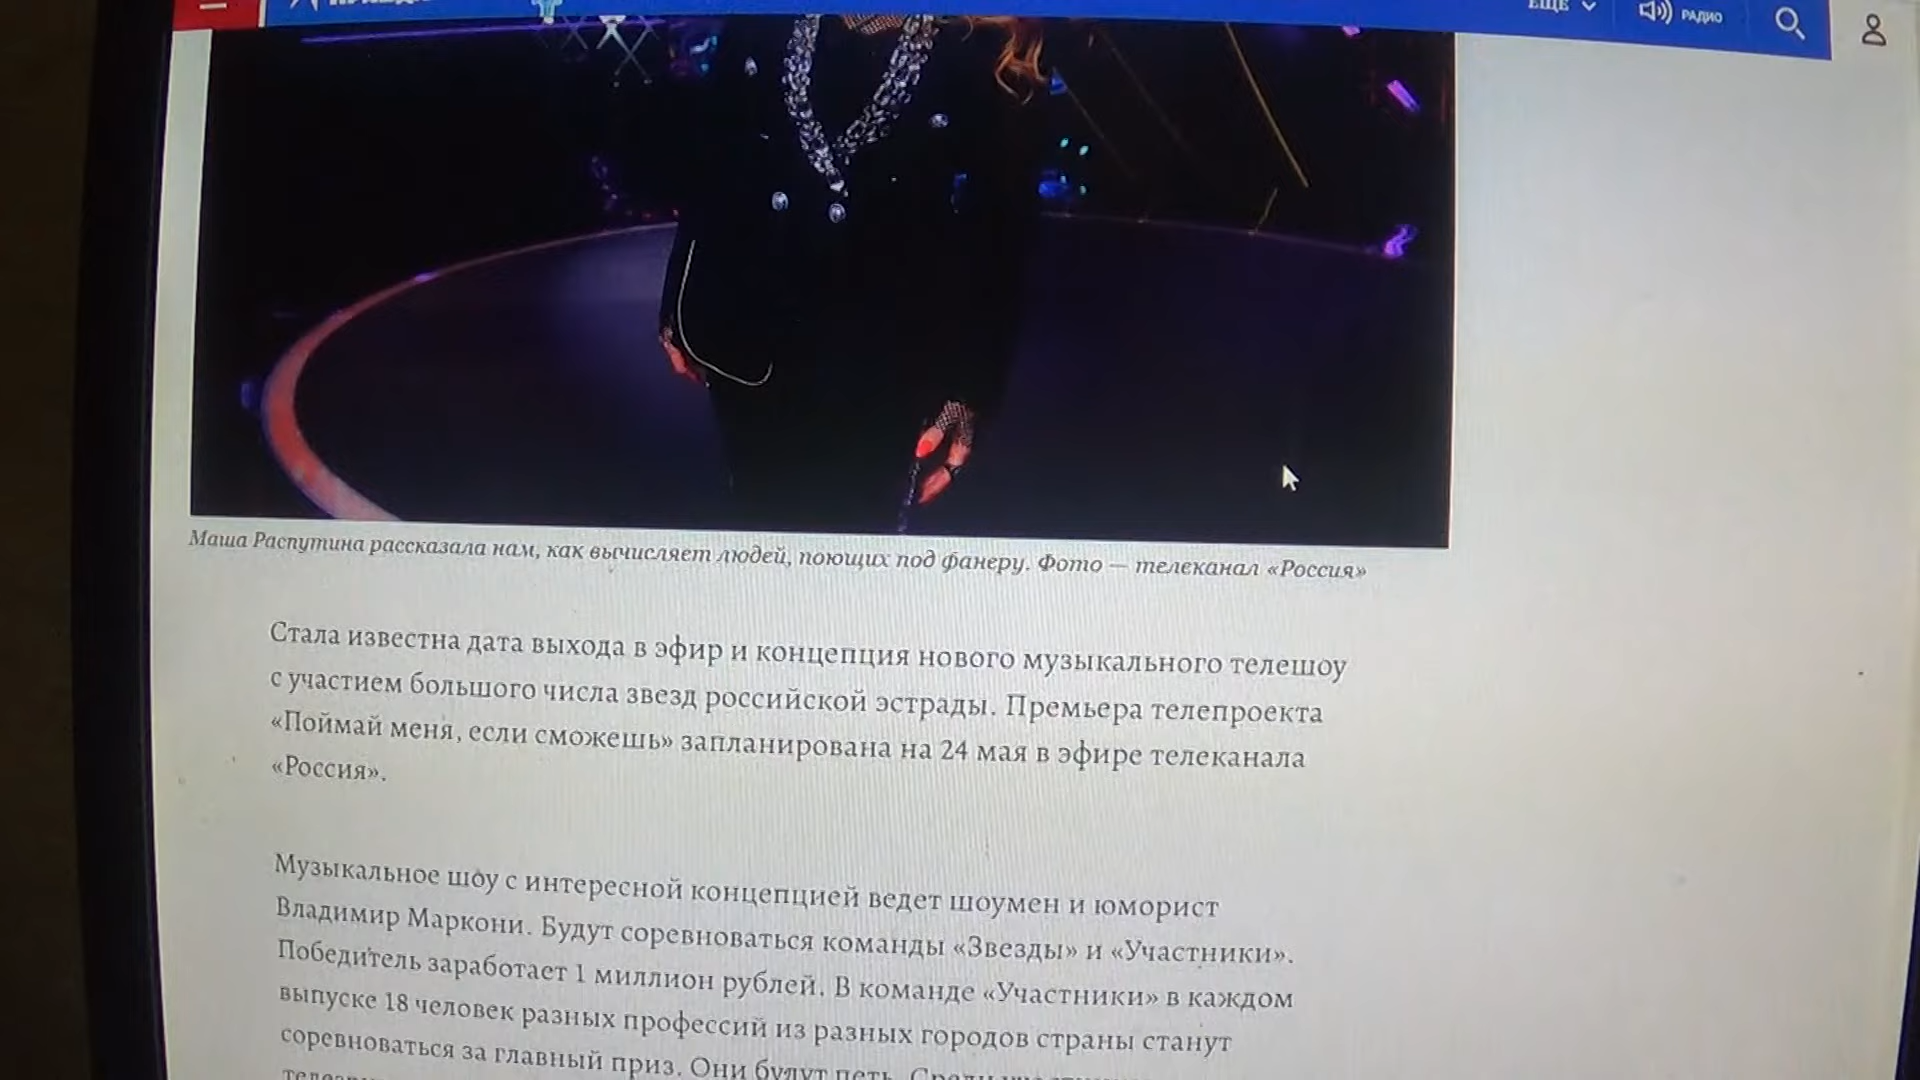 ЕЩЕ
РАДИО
Маша Распутина рассказала нам, как вычисляет людей, поющих под фанеру. Фото — телеканал «Россия»
Стала известна дата выхода в эфир и концепция нового музыкального телешоу
с участием большого числа звезд российской эстрады. Премьера телепроекта
«Поймай меня, если сможешь» запланирована на 24 мая в эфире телеканала
«Россия».
Музыкальное шоу с интересной концепцией ведет шоумен и юморист
Владимир Маркони. Будут соревноваться команды «Звезды» и «Участники».
Победитель заработает 1 миллион рублей. В команде «Участники» в каждом
выпуске 18 человек разных профессий из разных городов страны станут
соревноваться за главный приз. Они будут петь.